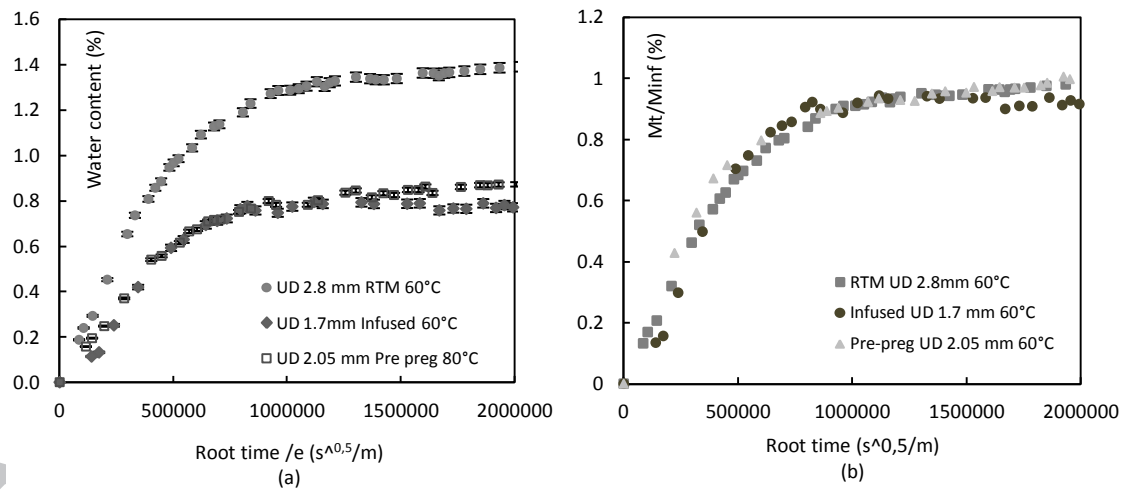 1.6
1.4
1.2
1.0
0.8
0.6
0.4
0.2
0.0
Water content (%)
UD 2.8 mm RTM 60°C
UD 1.7mm Infused 60°C
UD 2.05 mm Pre preg 80°C
0 500000 1000000 1500000 2000000
Root time /e (s^0,5/m)
(a)
1.2
1
0.8
0.6
0.4
0.2
0
Mt/Minf (%)
RTM UD 2.8mm 60°C
Infused UD 1.7 mm 60°C
Pre-preg UD 2.05 mm 60°C
0 500000 1000000 1500000 2000000
Root time (s^0,5/m)
(b)